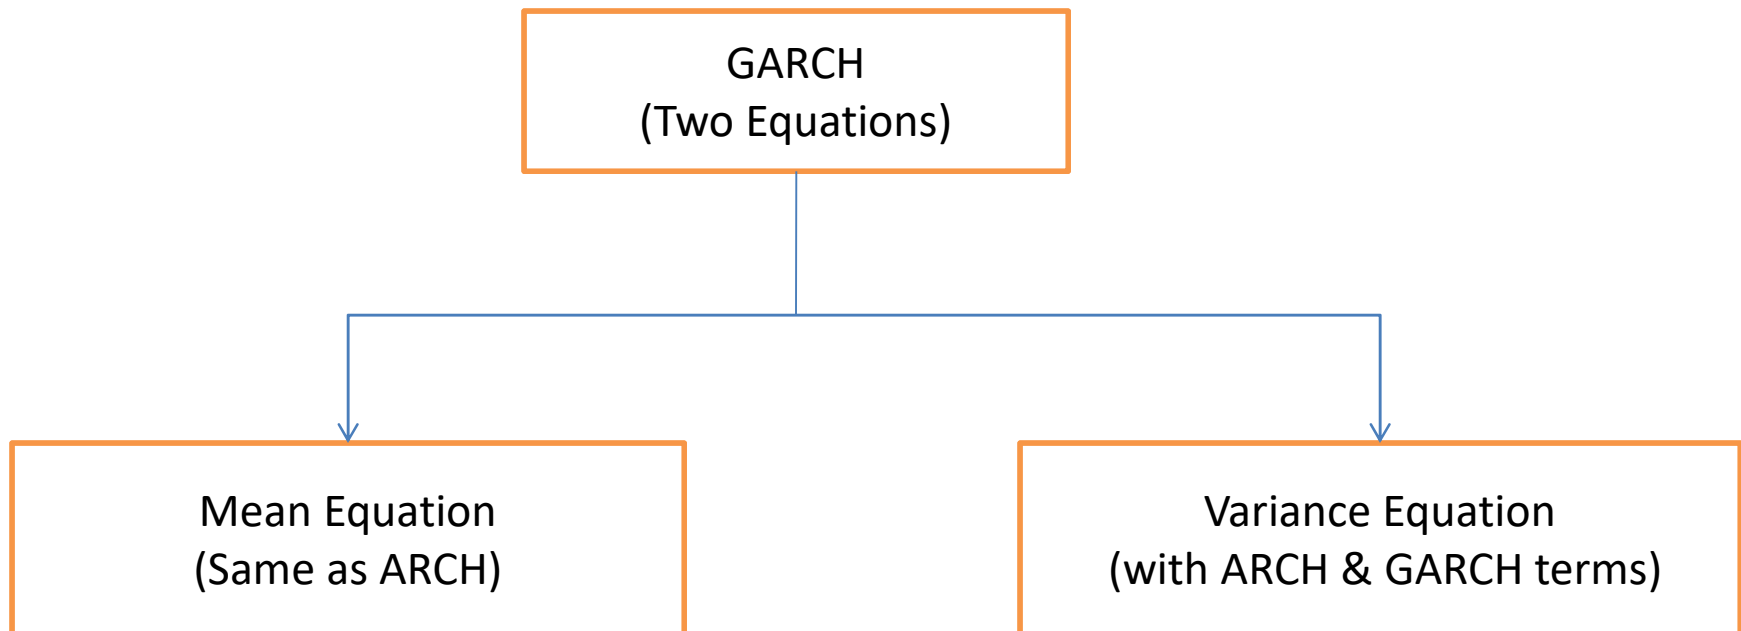 GARCH
(Two Equations)
Mean Equation
(Same as ARCH)
Variance Equation
(with ARCH & GARCH terms)